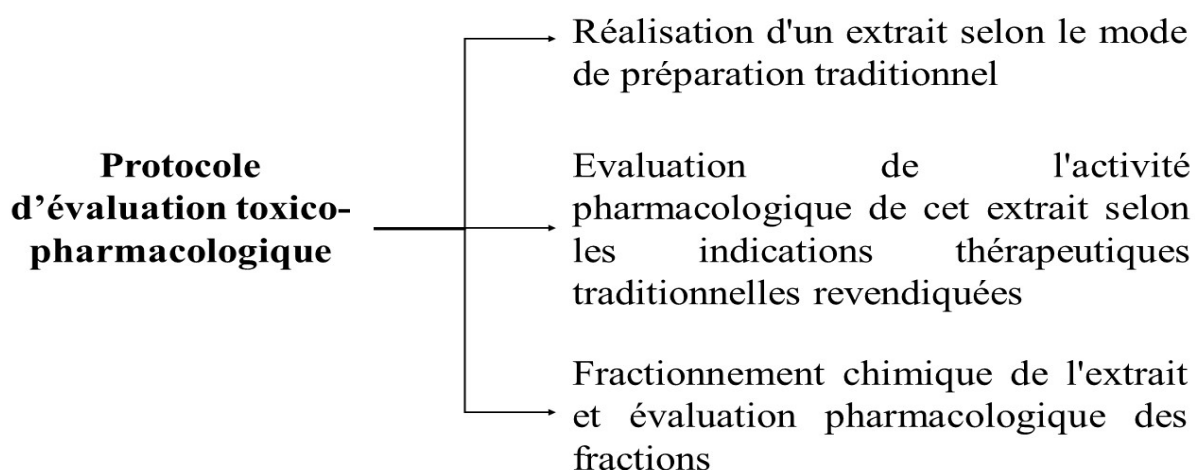 Protocole
d’évaluation toxico-
pharmacologique
Réalisation d'un extrait selon le mode
de préparation traditionnel
Evaluation de l'activité
pharmacologique de cet extrait selon
les indications thérapeutiques
traditionnelles revendiquées
Fractionnement chimique de l'extrait
et évaluation pharmacologique des
fractions